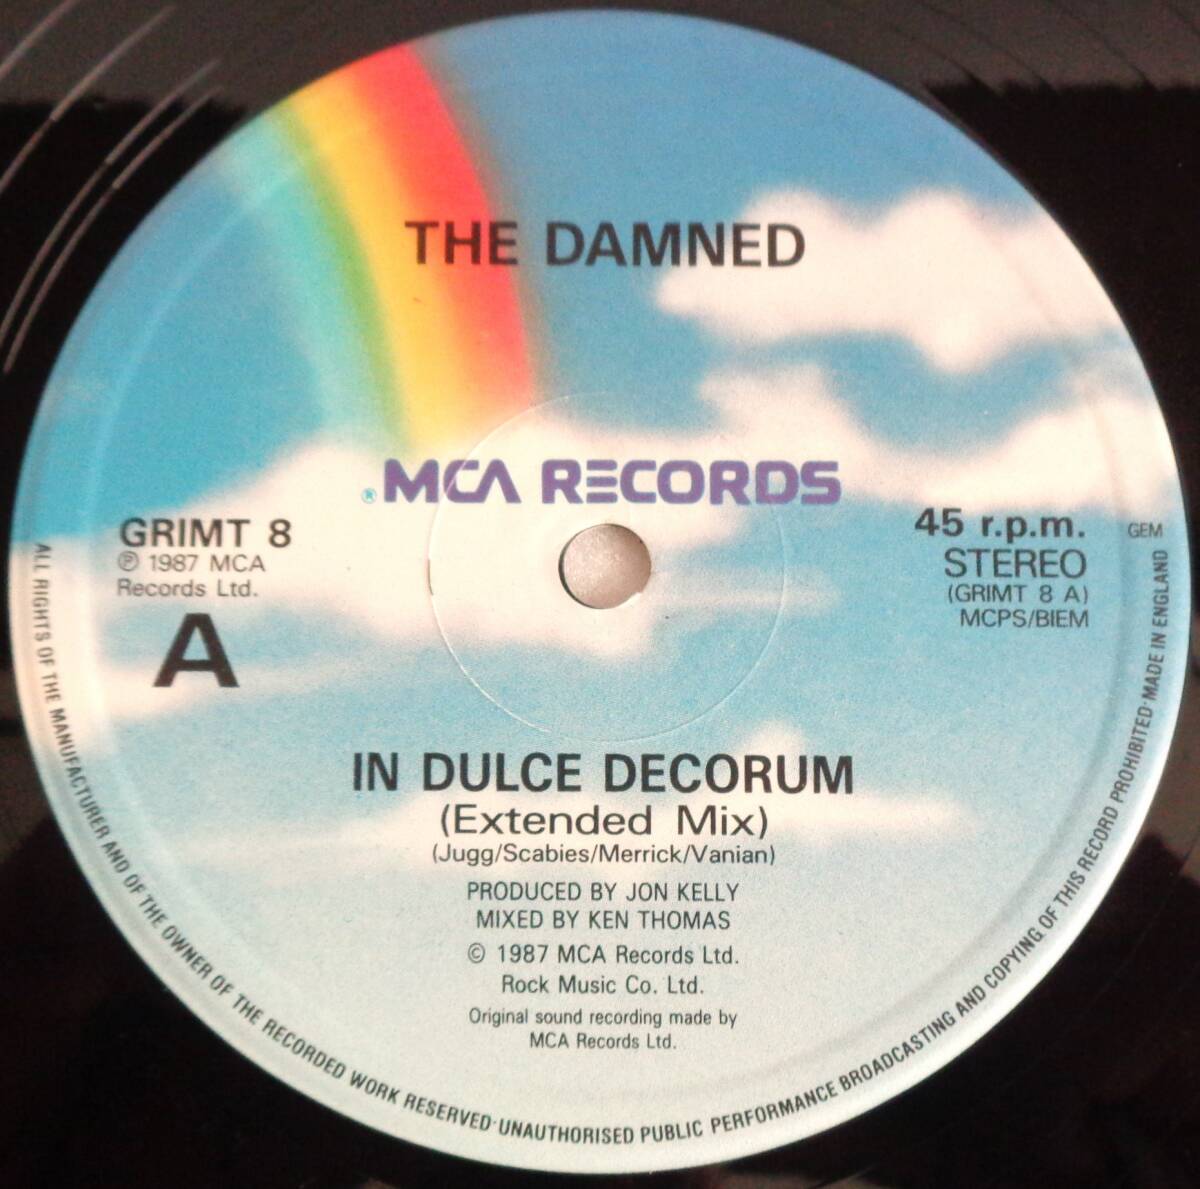 THE DAMNED
® MCA RECORDS
GRIMT 8
℗ 1987 MCA
Records Ltd.
A
45 r.p.m.
GEM
STEREO
(GRIMT 8 A)
MCPS/BIEM
IN DULCE DECORUM
(Extended Mix)
(Jugg/Scabies/Merrick/Vanian)
PRODUCED BY JON KELLY
MIXED BY KEN THOMAS
© 1987 MCA Records Ltd.
Rock Music Co. Ltd.
Original sound recording made by
MCA Records Ltd.
ALL RIGHTS OF THE MANUFACTURER AND OF THE OWNER OF THE RECORDED WORK RESERVED·UNAUTHORISED PUBLIC PERFORMANCE BROADCASTING AND COPYING OF THIS RECORD PROHIBITED·MADE IN ENGLAND